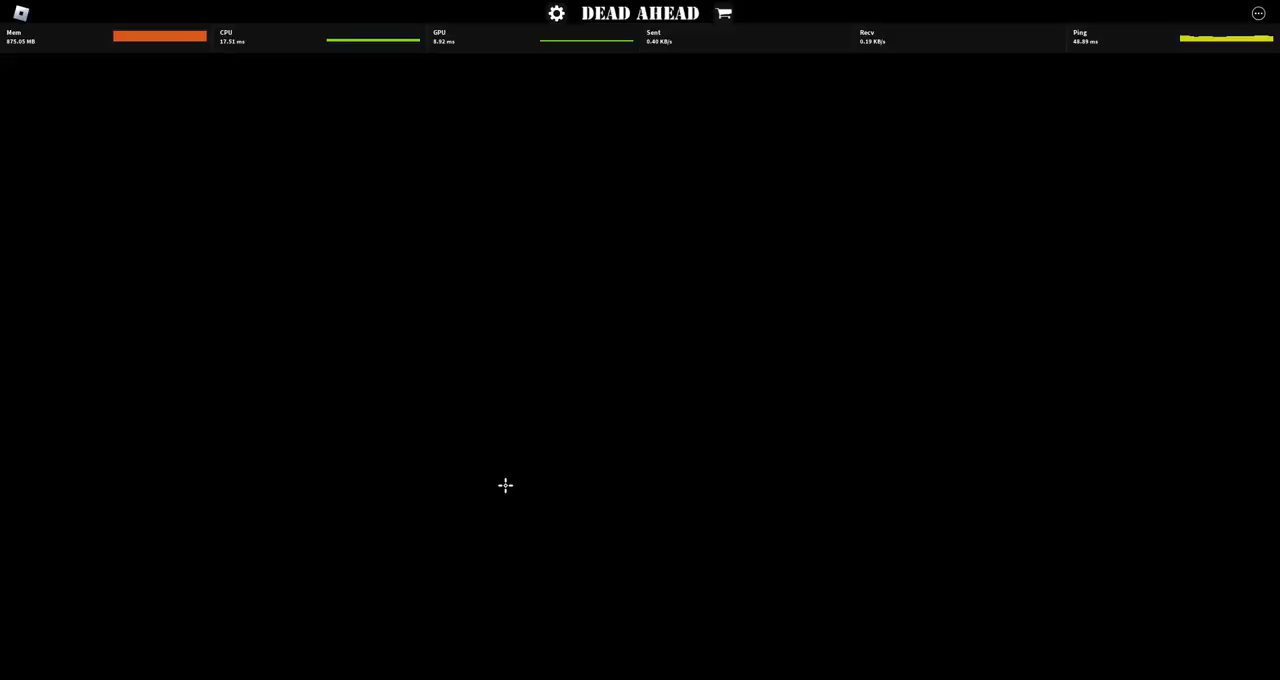 DEAD AHEAD
Mem
875.05 MB
CPU
17.51 ms
GPU
8.92 ms
Sent
0.40 KB/s
Recv
0.19 KB/s
Ping
48.89 ms